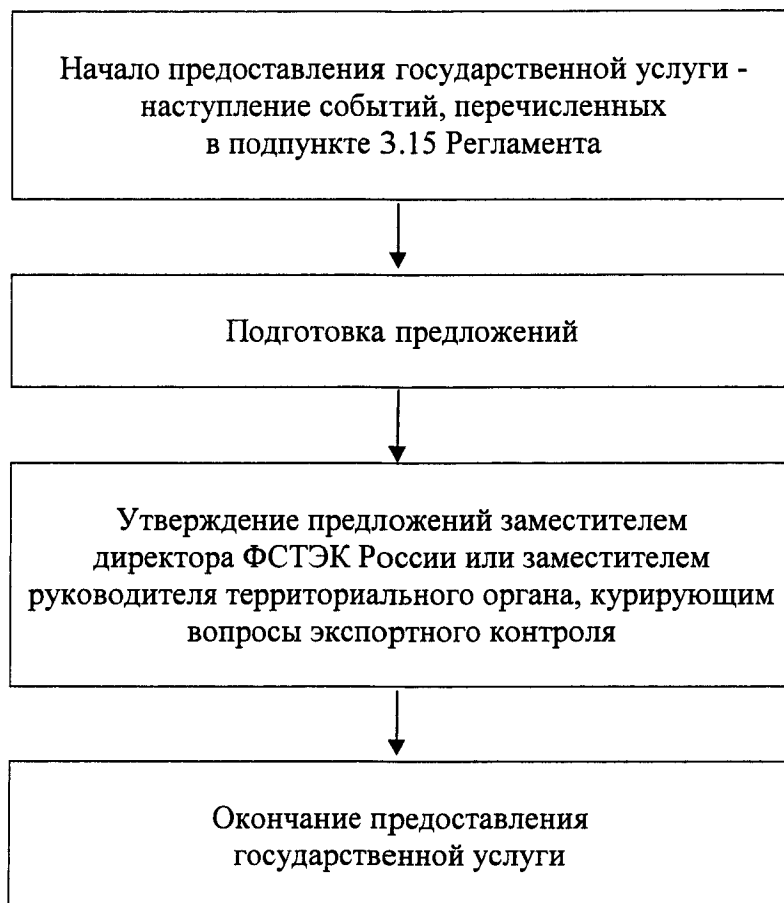 Начало предоставления государственной услуги -
наступление событий, перечисленных
в подпункте 3.15 Регламента
Подготовка предложений
Утверждение предложений заместителем
директора ФСТЭК России или заместителем
руководителя территориального органа, курирующим
вопросы экспортного контроля
Окончание предоставления
государственной услуги